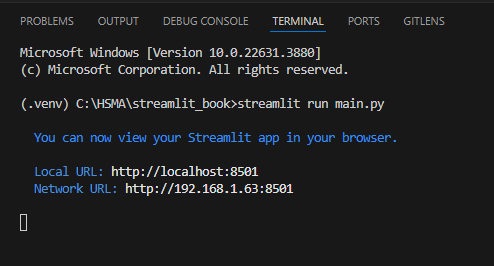 PROBLEMS OUTPUT DEBUG CONSOLE TERMINAL PORTS GITLENS
Microsoft Windows [Version 10.0.22631.3880]
(c) Microsoft Corporation. All rights reserved.
(.venv) C:\HSMA\streamlit_book>streamlit run main.py
You can now view your Streamlit app in your browser.
Local URL: http://localhost:8501
Network URL: http://192.168.1.63:8501